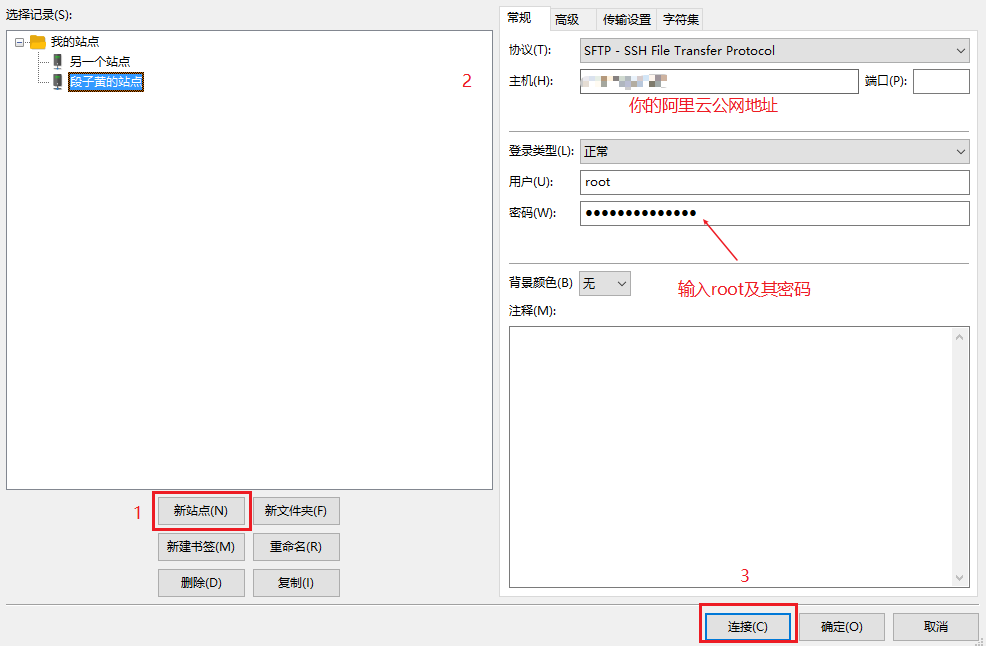 选择记录(S):
我的站点
另一个站点
段子黄的站点
2
1
新站点(N)
新文件夹(F)
新建书签(M)
重命名(R)
删除(D)
复制(I)
常规
高级
传输设置
字符集
协议(T):
SFTP - SSH File Transfer Protocol
主机(H):
端口(P):
你的阿里云公网地址
登录类型(L):
正常
用户(U):
root
密码(W):
●●●●●●●●●●●●●●
背景颜色(B)
无
输入root及其密码
注释(M):
3
连接(C)
确定(O)
取消